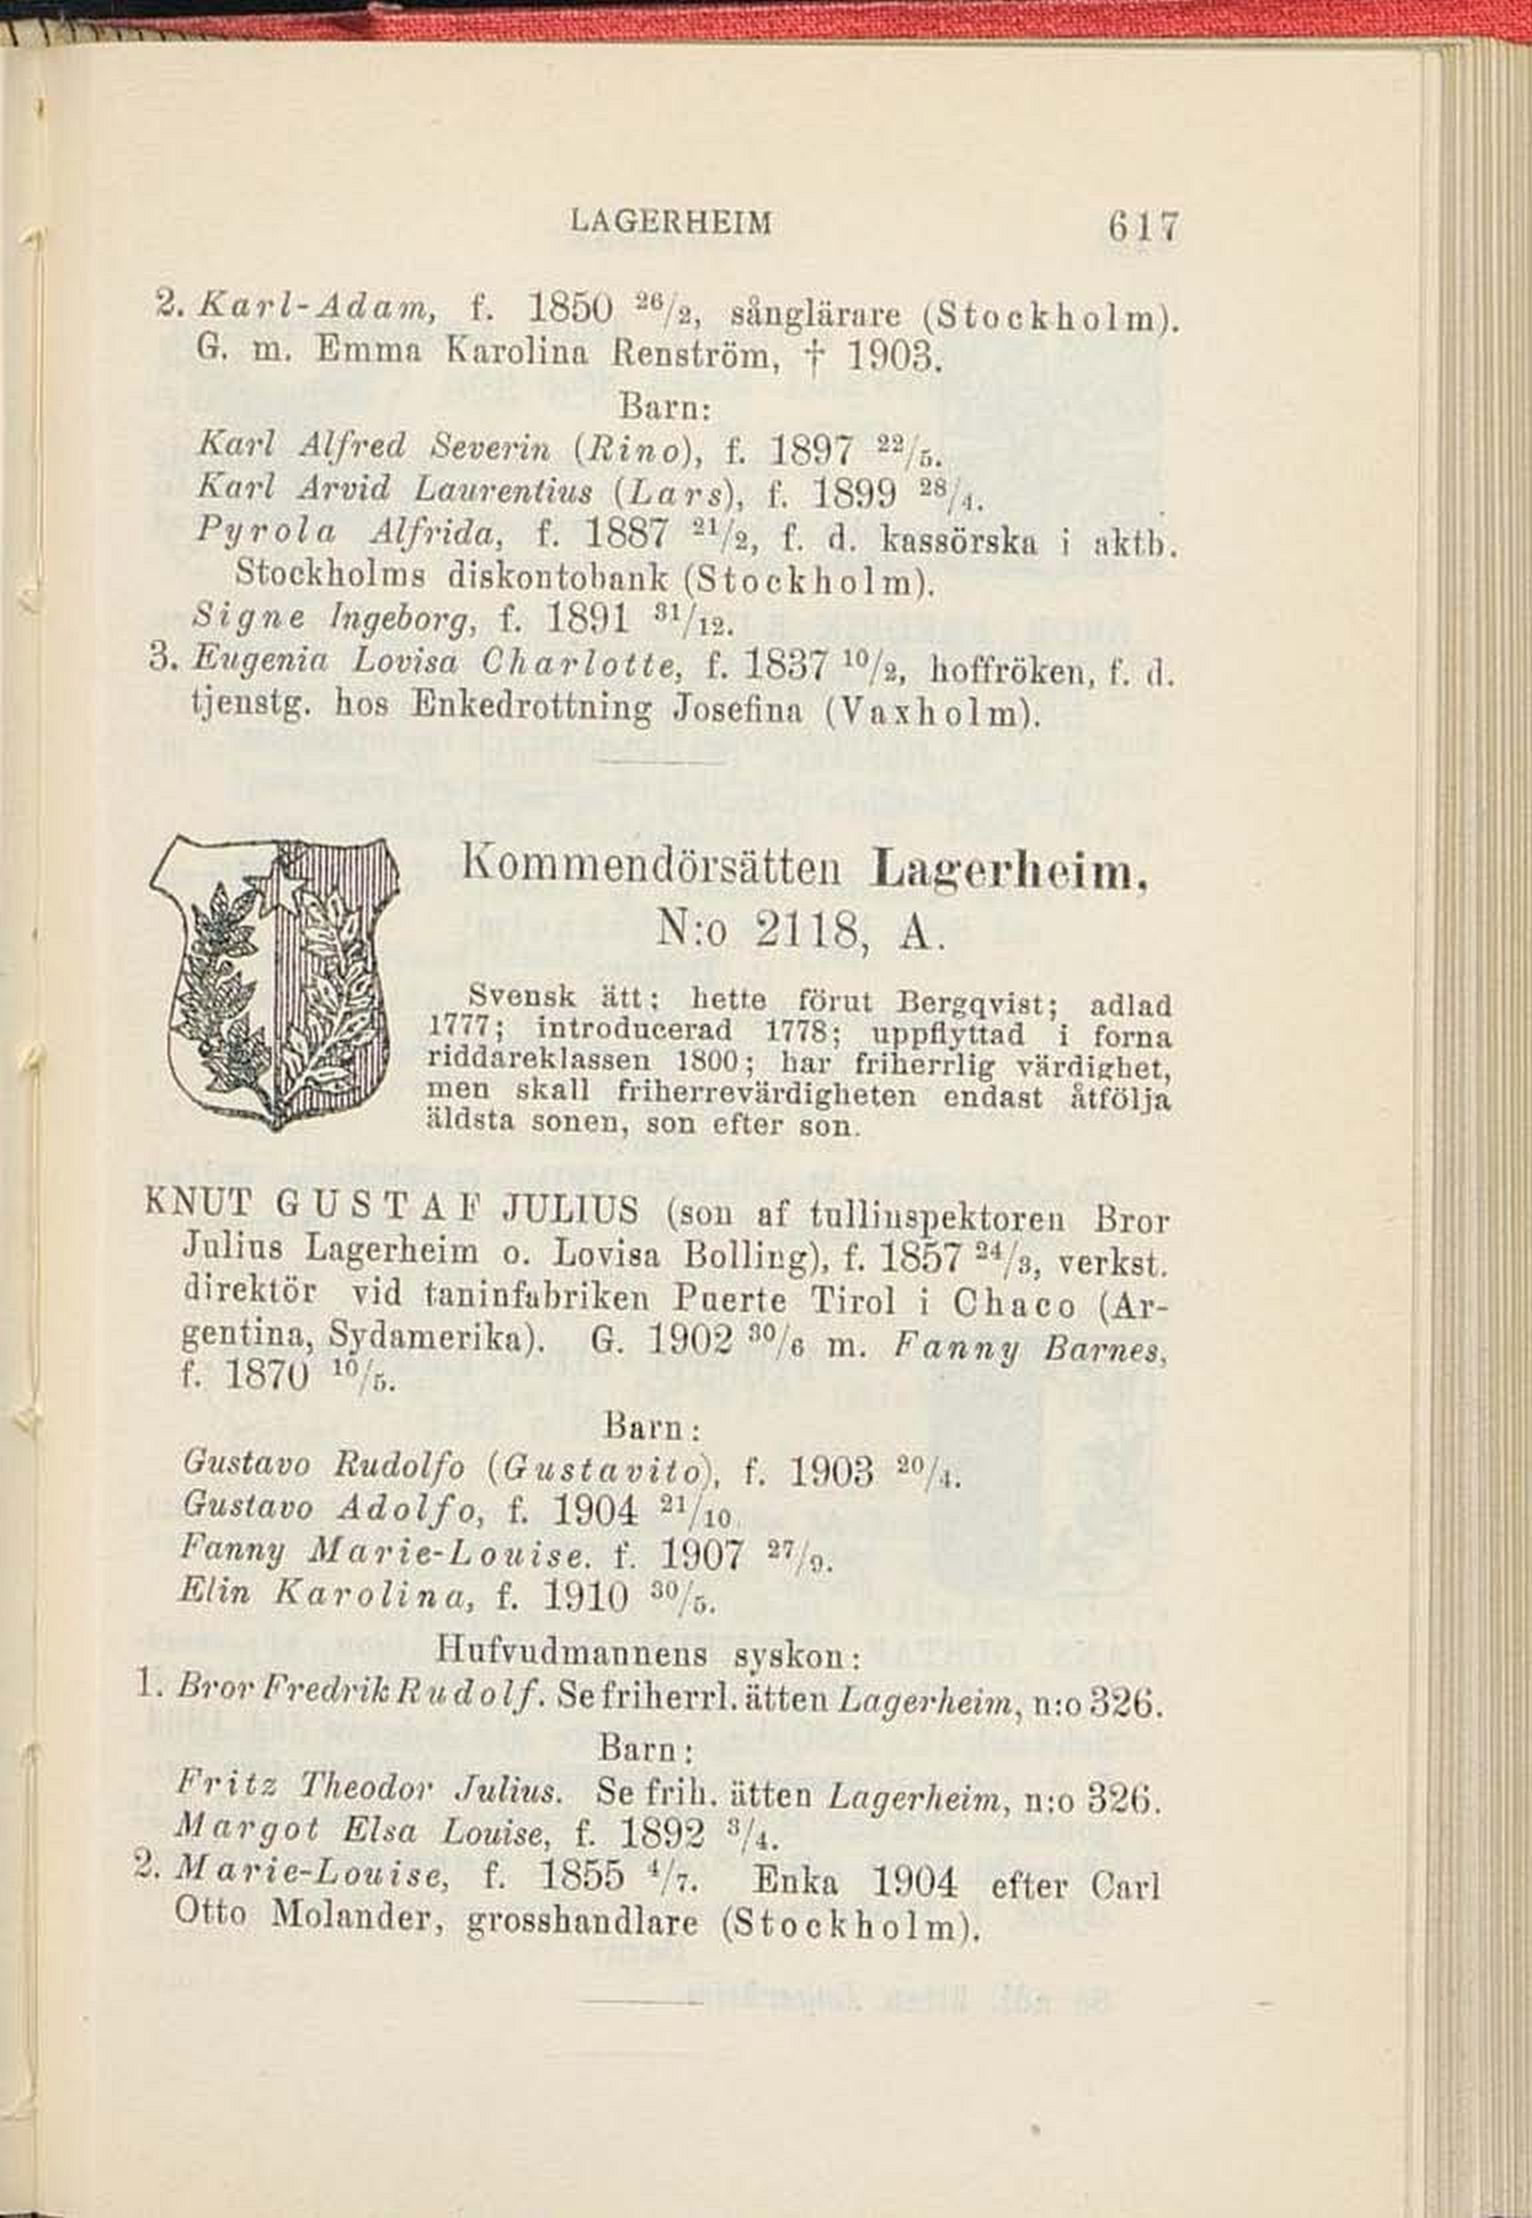 LAGERHEIM 617
2. Karl-Adam, f. 1850 26/2, sånglärare (Stockholm).
G. m. Emma Karolina Renström, † 1903.
Barn:
Karl Alfred Severin (Rino), f. 1897 22/5.
Karl Arvid Laurentius (Lars), f. 1899 28/4.
Pyrola Alfrida, f. 1887 21/2, f. d. kassörska i aktb.
Stockholms diskontobank (Stockholm).
Signe Ingeborg, f. 1891 31/12.
3. Eugenia Lovisa Charlotte, f. 1837 10/2, hoffröken, f. d.
tjenstg. hos Enkedrottning Josefina (Vaxholm).
Kommendörsätten Lagerheim,
N:o 2118, A.
Svensk ätt; hette förut Bergqvist; adlad
1777; introducerad 1778; uppflyttad i forna
riddareklassen 1800; har friherrlig värdighet,
men skall friherrevärdigheten endast åtfölja
äldsta sonen, son efter son.
KNUT GUSTAF JULIUS (son af tullinspektoren Bror
Julius Lagerheim o. Lovisa Bolling), f. 1857 24/3, verkst.
direktör vid taninfabriken Puerte Tirol i Chaco (Ar-
gentina, Sydamerika). G. 1902 30/6 m. Fanny Barnes,
f. 1870 10/5.
Barn:
Gustavo Rudolfo (Gustavito), f. 1903 20/4.
Gustavo Adolfo, f. 1904 21/10
Fanny Marie-Louise. f. 1907 27/9.
Elin Karolina, f. 1910 30/5.
Hufvudmannens syskon:
1. Bror Fredrik Rudolf. Se friherrl. ätten Lagerheim, n:o 326.
Barn:
Fritz Theodor Julius. Se frih. ätten Lagerheim, n:o 326.
Margot Elsa Louise, f. 1892 3/4.
2. Marie-Louise, f. 1855 4/7. Enka 1904 efter Carl
Otto Molander, grosshandlare (Stockholm).